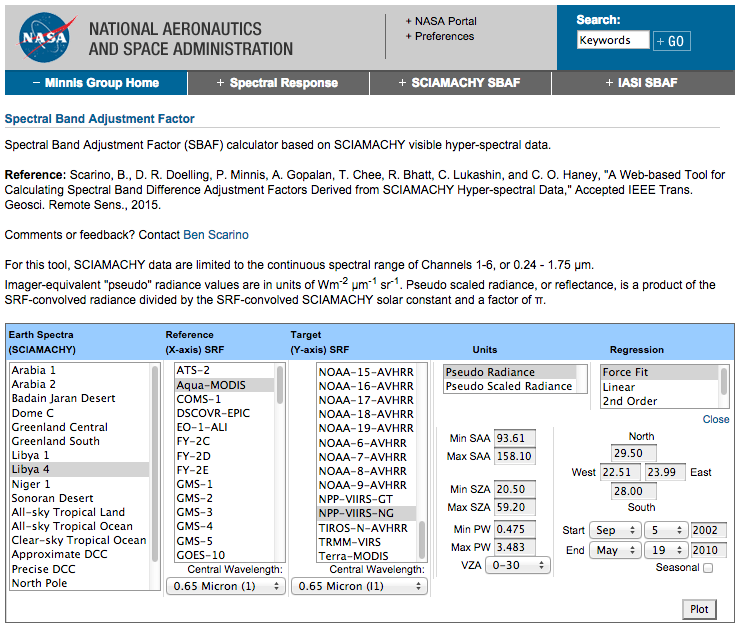 NASA
NATIONAL AERONAUTICS
AND SPACE ADMINISTRATION
+ NASA Portal
+ Preferences
Search:
Keywords
+ GO
− Minnis Group Home
+ Spectral Response
+ SCIAMACHY SBAF
+ IASI SBAF
Spectral Band Adjustment Factor
Spectral Band Adjustment Factor (SBAF) calculator based on SCIAMACHY visible hyper-spectral data.
Reference: Scarino, B., D. R. Doelling, P. Minnis, A. Gopalan, T. Chee, R. Bhatt, C. Lukashin, and C. O. Haney, "A Web-based Tool for
Calculating Spectral Band Difference Adjustment Factors Derived from SCIAMACHY Hyper-spectral Data," Accepted IEEE Trans.
Geosci. Remote Sens., 2015.
Comments or feedback? Contact Ben Scarino
For this tool, SCIAMACHY data are limited to the continuous spectral range of Channels 1-6, or 0.24 - 1.75 µm.
Imager-equivalent "pseudo" radiance values are in units of Wm-2 µm-1 sr-1. Pseudo scaled radiance, or reflectance, is a product of the
SRF-convolved radiance divided by the SRF-convolved SCIAMACHY solar constant and a factor of π.
Earth Spectra
(SCIAMACHY)
Arabia 1
Arabia 2
Badain Jaran Desert
Dome C
Greenland Central
Greenland South
Libya 1
Libya 4
Niger 1
Sonoran Desert
All-sky Tropical Land
All-sky Tropical Ocean
Clear-sky Tropical Ocean
Approximate DCC
Precise DCC
North Pole
Reference
(X-axis) SRF
ATS-2
Aqua-MODIS
COMS-1
DSCOVR-EPIC
EO-1-ALI
FY-2C
FY-2D
FY-2E
GMS-1
GMS-2
GMS-3
GMS-4
GMS-5
GOES-10
Central Wavelength:
0.65 Micron (1)
Target
(Y-axis) SRF
NOAA-15-AVHRR
NOAA-16-AVHRR
NOAA-17-AVHRR
NOAA-18-AVHRR
NOAA-19-AVHRR
NOAA-6-AVHRR
NOAA-7-AVHRR
NOAA-8-AVHRR
NOAA-9-AVHRR
NPP-VIIRS-GT
NPP-VIIRS-NG
TIROS-N-AVHRR
TRMM-VIRS
Terra-MODIS
Central Wavelength:
0.65 Micron (I1)
Units
Pseudo Radiance
Pseudo Scaled Radiance
Regression
Force Fit
Linear
2nd Order
Close
Min SAA 93.61
Max SAA 158.10
Min SZA 20.50
Max SZA 59.20
Min PW 0.475
Max PW 3.483
VZA 0-30
North
29.50
West 22.51 23.99 East
28.00
South
Start Sep 5 2002
End May 19 2010
Seasonal
Plot